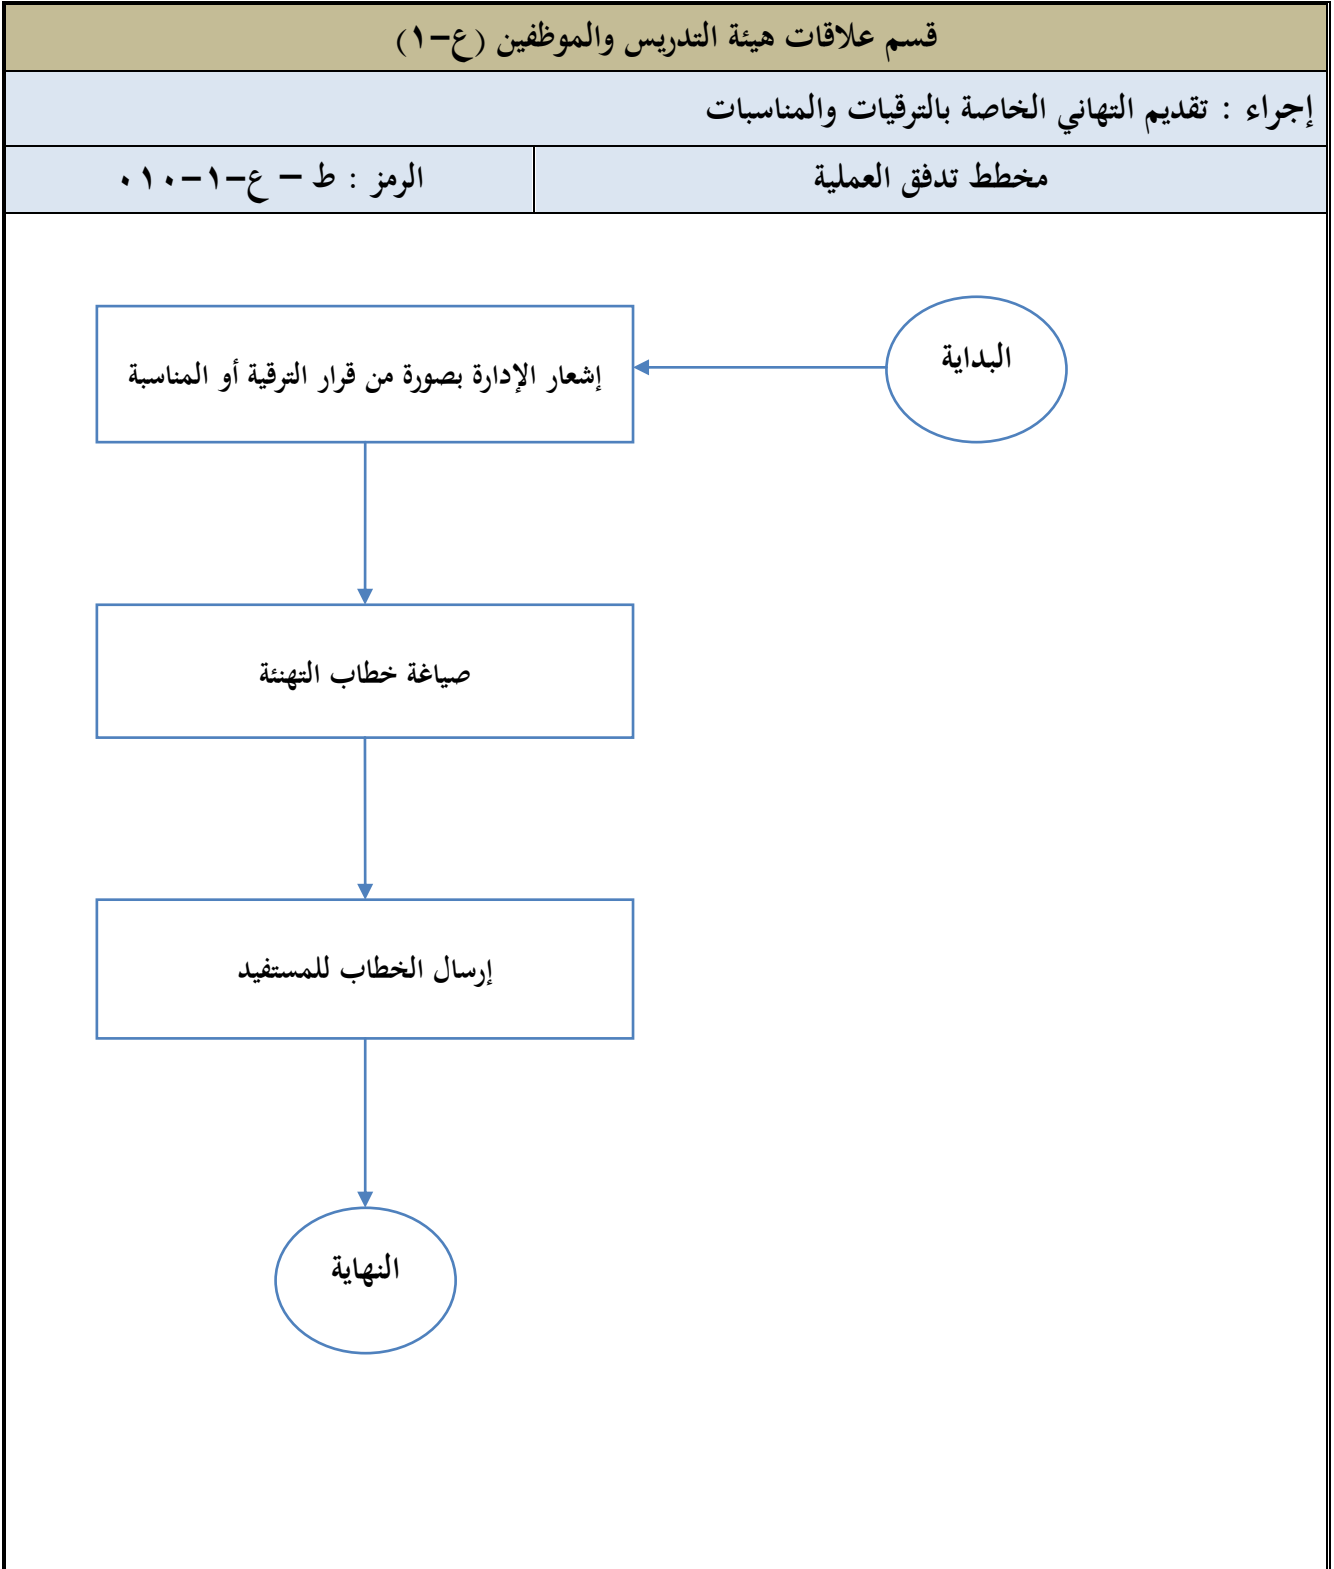 قسم علاقات هيئة التدريس والموظفين (ع-١)
إجراء : تقديم التهاني الخاصة بالترقيات والمناسبات
مخطط تدفق العملية
الرمز : ط – ع-١-٠١٠
البداية
إشعار الإدارة بصورة من قرار الترقية أو المناسبة
صياغة خطاب التهنئة
إرسال الخطاب للمستفيد
النهاية